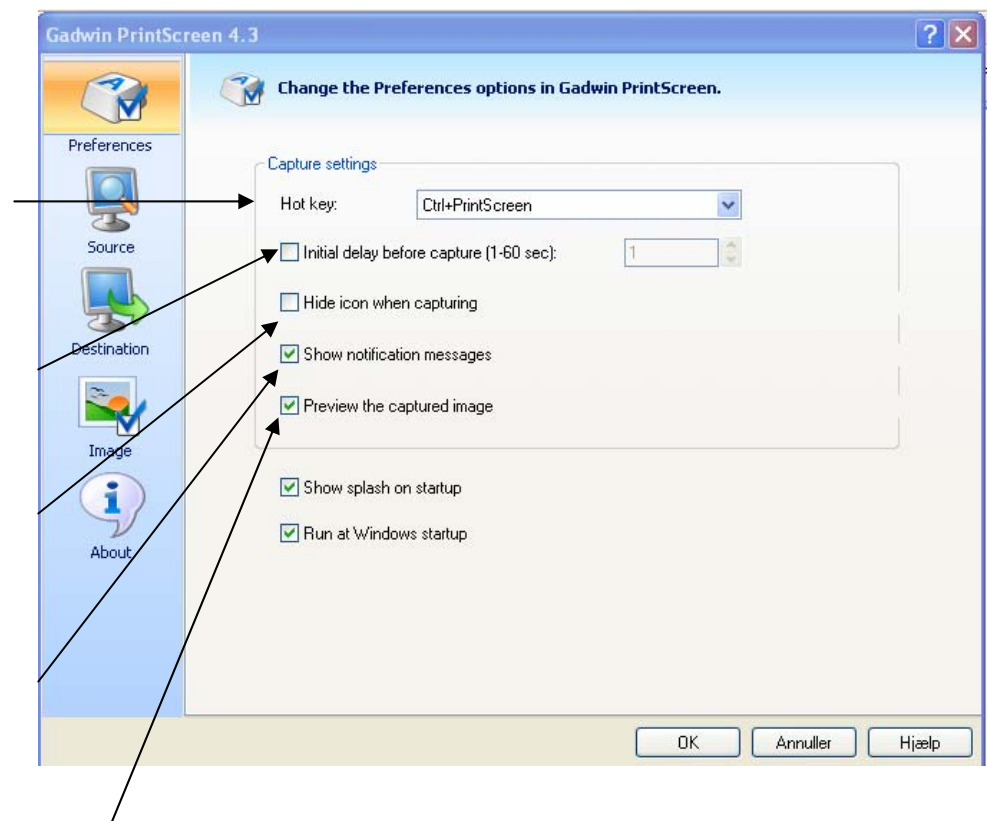 Gadwin PrintScreen 4.3
Change the Preferences options in Gadwin PrintScreen.
Preferences
Source
Destination
Image
About
Capture settings
Hot key: Ctrl+PrintScreen
Initial delay before capture (1-60 sec): 1
Hide icon when capturing
Show notification messages
Preview the captured image
Show splash on startup
Run at Windows startup
OK Annuller Hjælp